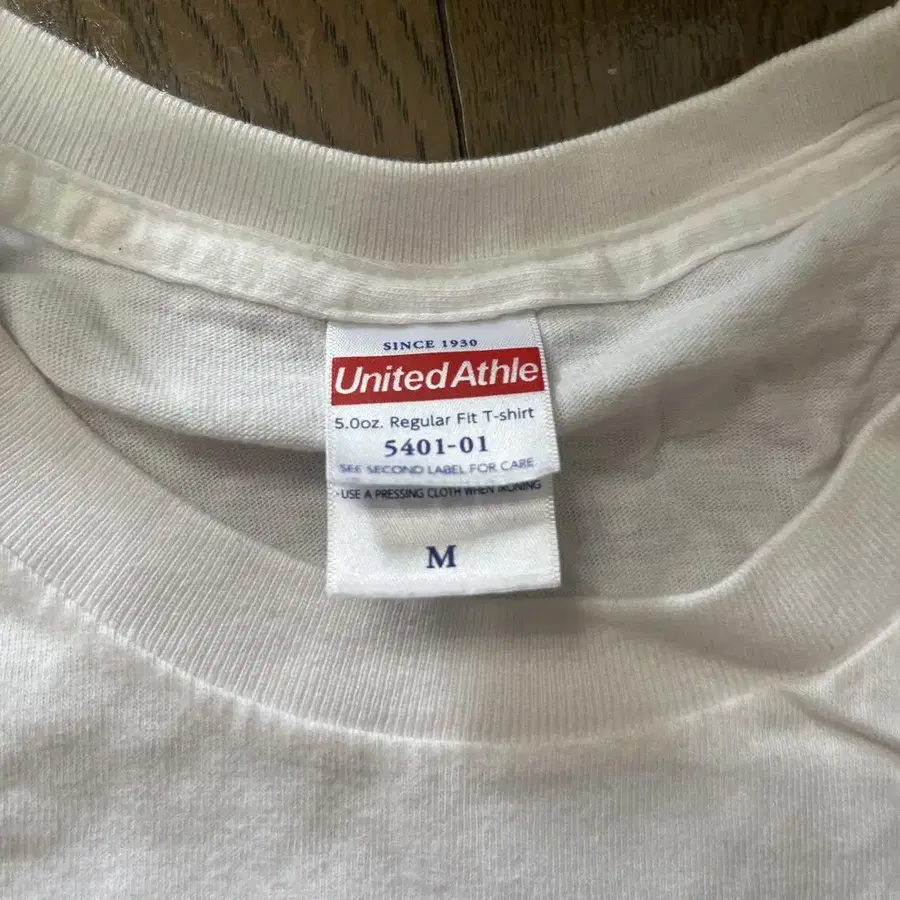 SINCE 1930
United Athle
5.0oz. Regular Fit T-shirt
5401-01
SEE SECOND LABEL FOR CARE
・USE A PRESSING CLOTH WHEN IRONING
M